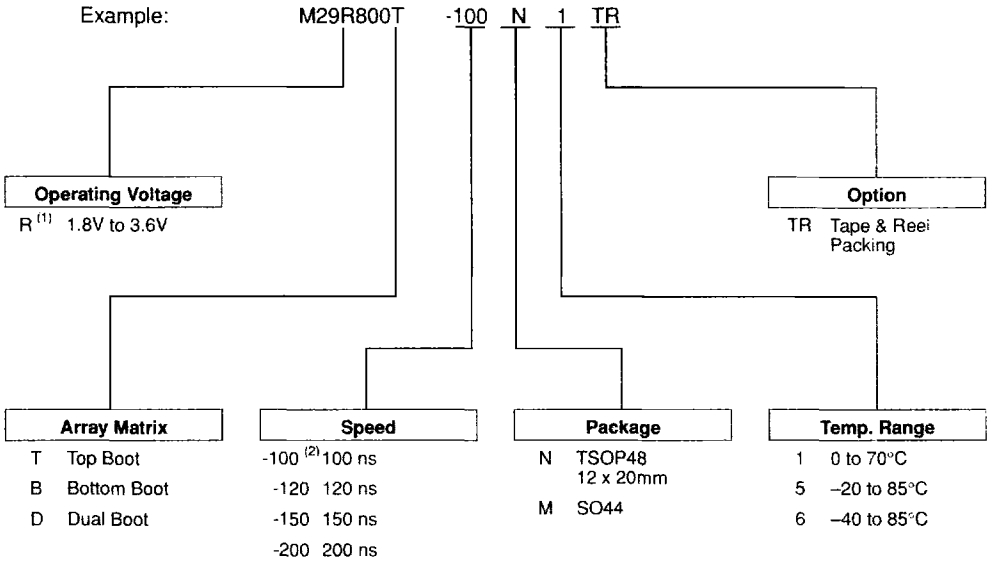 Example: M29R800T -100 N 1 TR
Operating Voltage
R (1) 1.8V to 3.6V
Option
TR Tape & Reel
Packing
Array Matrix
T Top Boot
B Bottom Boot
D Dual Boot
Speed
-100 (2) 100 ns
-120 120 ns
-150 150 ns
-200 200 ns
Package
N TSOP48
12 x 20mm
M SO44
Temp. Range
1 0 to 70°C
5 –20 to 85°C
6 –40 to 85°C